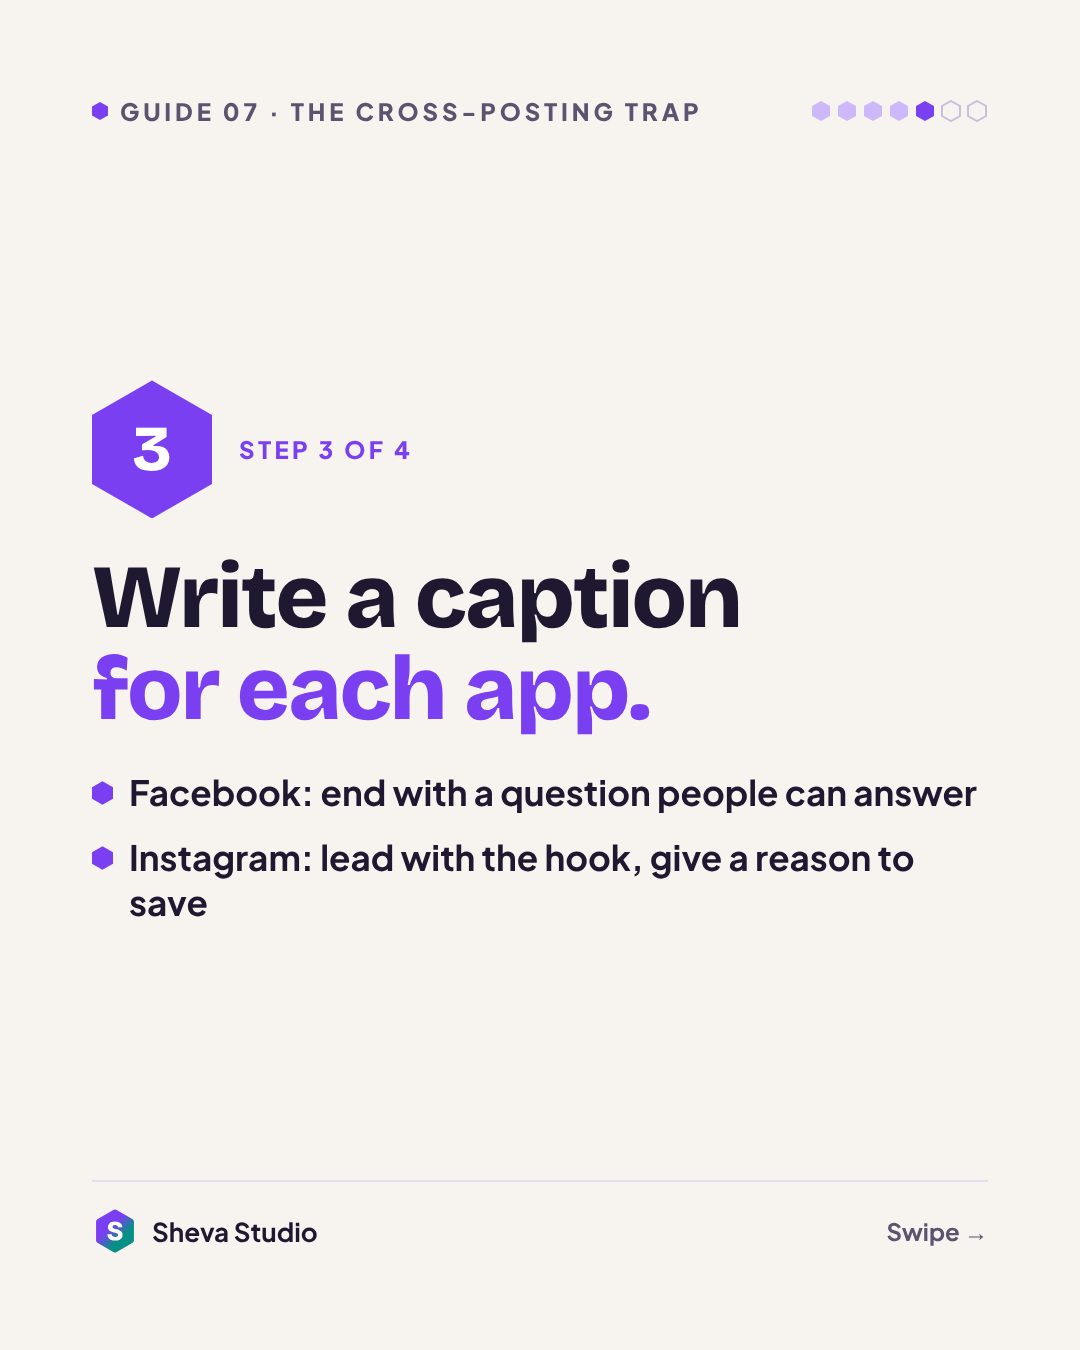 GUIDE 07 · THE CROSS-POSTING TRAP
3
STEP 3 OF 4
Write a caption
for each app.
Facebook: end with a question people can answer
Instagram: lead with the hook, give a reason to
save
S
Sheva Studio
Swipe →